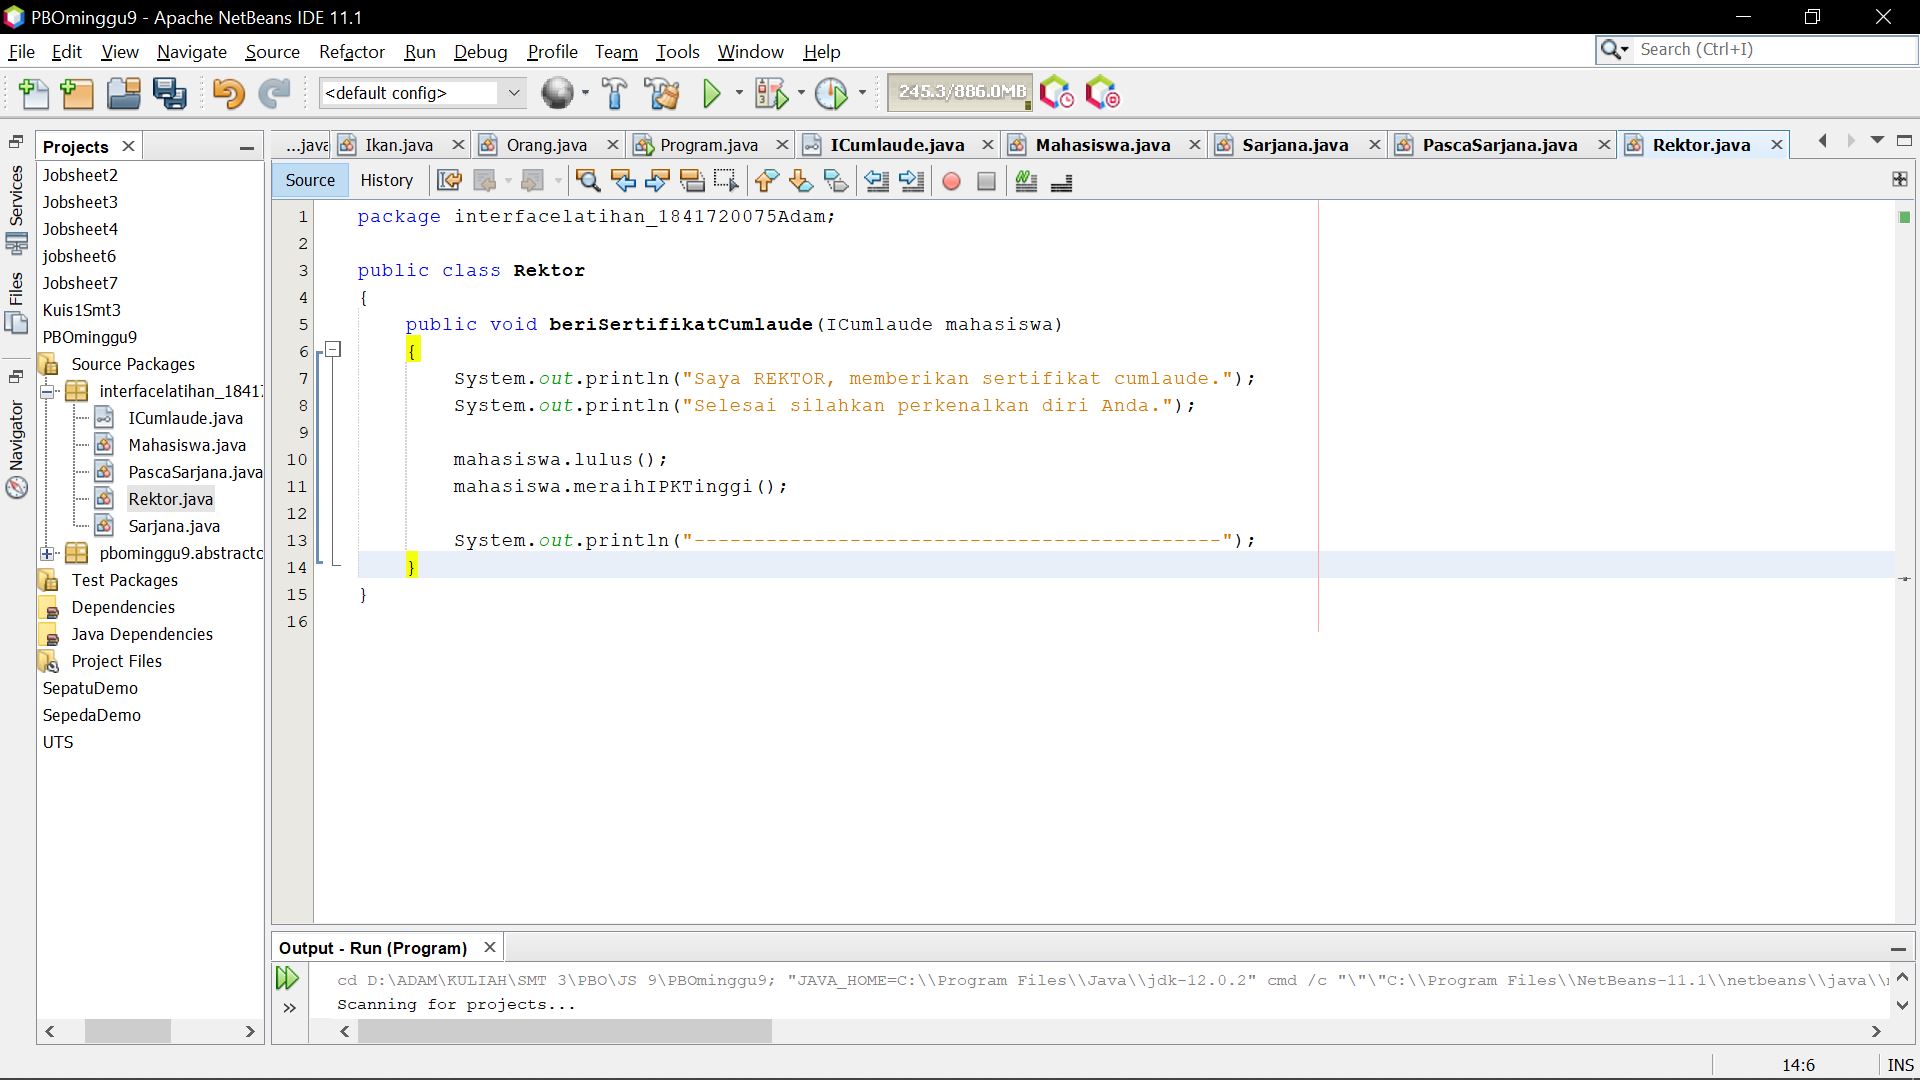 PBOminggu9 - Apache NetBeans IDE 11.1
File Edit View Navigate Source Refactor Run Debug Profile Team Tools Window Help
Search (Ctrl+I)
<default config>
245.3/886.0MB
Projects
...java Ikan.java Orang.java Program.java ICumlaude.java Mahasiswa.java Sarjana.java PascaSarjana.java Rektor.java
Source History
Services
Files
Navigator
Jobsheet2
Jobsheet3
Jobsheet4
jobsheet6
Jobsheet7
Kuis1Smt3
PBOminggu9
Source Packages
interfacelatihan_1841
ICumlaude.java
Mahasiswa.java
PascaSarjana.java
Rektor.java
Sarjana.java
pbominggu9.abstractc
Test Packages
Dependencies
Java Dependencies
Project Files
SepatuDemo
SepedaDemo
UTS
1 package interfacelatihan_1841720075Adam;
2
3 public class Rektor
4 {
5 public void beriSertifikatCumlaude(ICumlaude mahasiswa)
6 {
7 System.out.println("Saya REKTOR, memberikan sertifikat cumlaude.");
8 System.out.println("Selesai silahkan perkenalkan diri Anda.");
9
10 mahasiswa.lulus();
11 mahasiswa.meraihIPKTinggi();
12
13 System.out.println("--------------------------------------------");
14 }
15 }
16
Output - Run (Program)
cd D:\ADAM\KULIAH\SMT 3\PBO\JS 9\PBOminggu9; "JAVA_HOME=C:\\Program Files\\Java\\jdk-12.0.2" cmd /c "\"\"C:\\Program Files\\NetBeans-11.1\\netbeans\\java\\
Scanning for projects...
14:6 INS